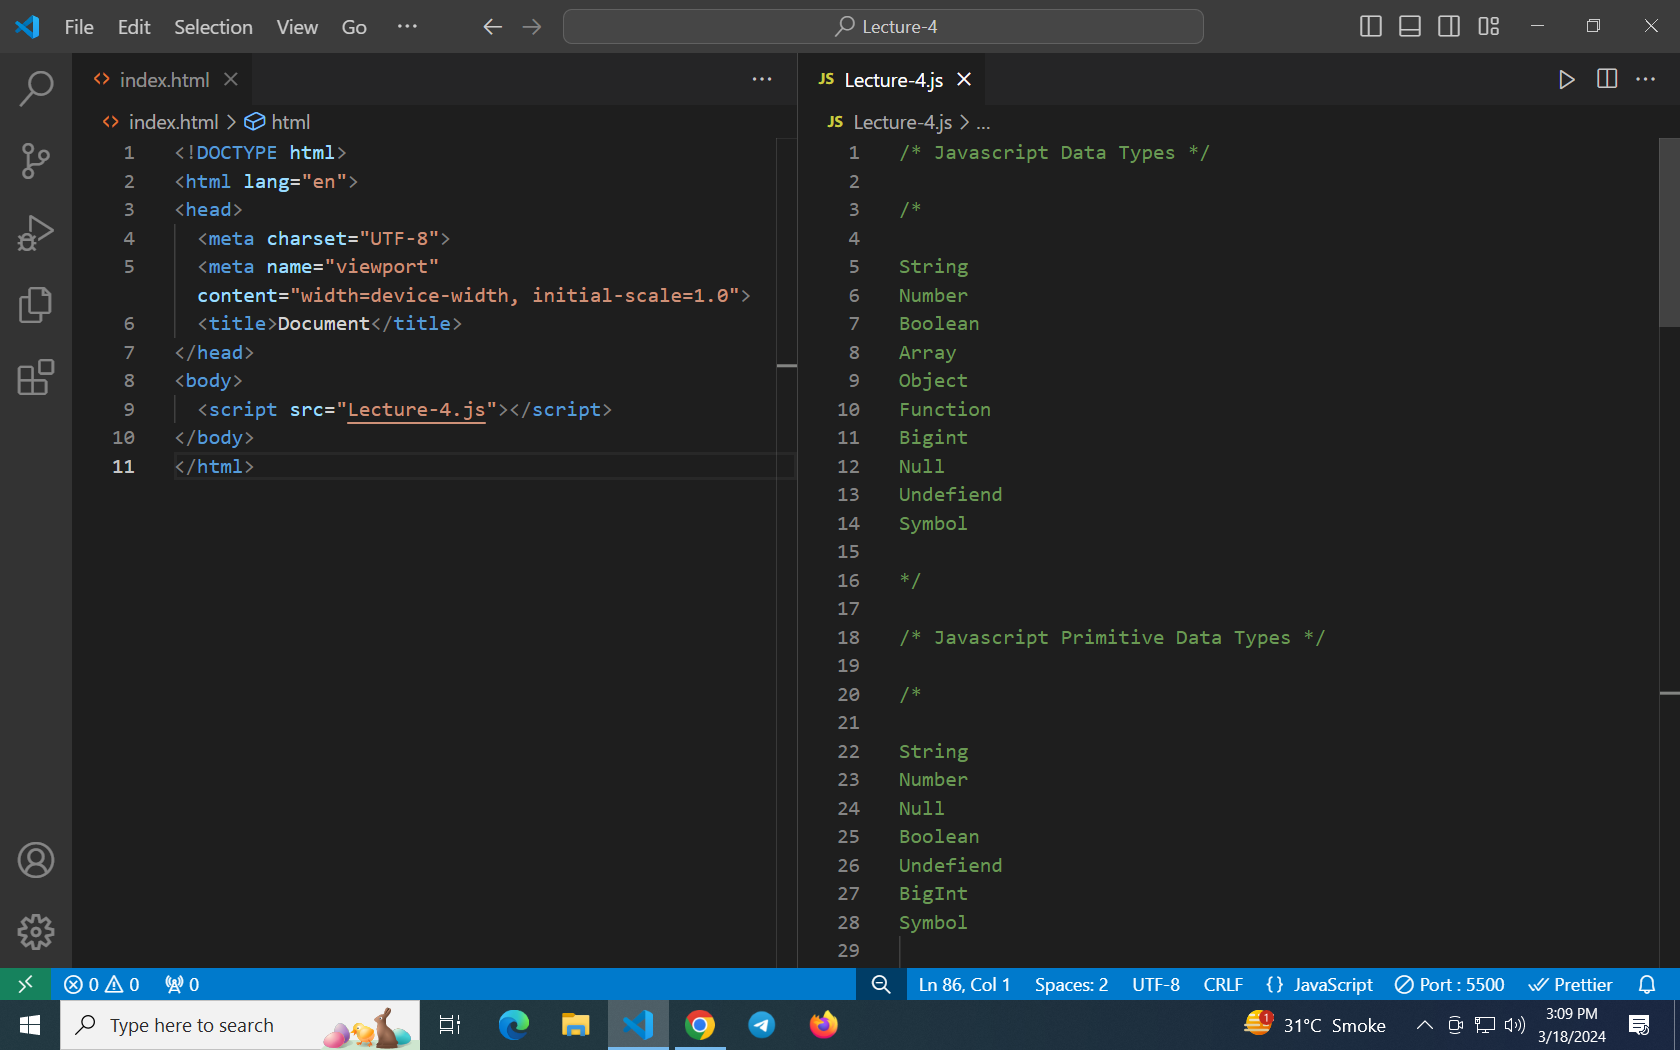 File Edit Selection View Go ···
Lecture-4
index.html
index.html > html
1 <!DOCTYPE html>
2 <html lang="en">
3 <head>
4 <meta charset="UTF-8">
5 <meta name="viewport"
content="width=device-width, initial-scale=1.0">
6 <title>Document</title>
7 </head>
8 <body>
9 <script src="Lecture-4.js"></script>
10 </body>
11 </html>
JS Lecture-4.js
JS Lecture-4.js > ...
1 /* Javascript Data Types */
2
3 /*
4
5 String
6 Number
7 Boolean
8 Array
9 Object
10 Function
11 Bigint
12 Null
13 Undefiend
14 Symbol
15
16 */
17
18 /* Javascript Primitive Data Types */
19
20 /*
21
22 String
23 Number
24 Null
25 Boolean
26 Undefiend
27 BigInt
28 Symbol
29
0 0 0 Ln 86, Col 1 Spaces: 2 UTF-8 CRLF {} JavaScript Port : 5500 Prettier
Type here to search
1 31°C Smoke
3:09 PM
3/18/2024